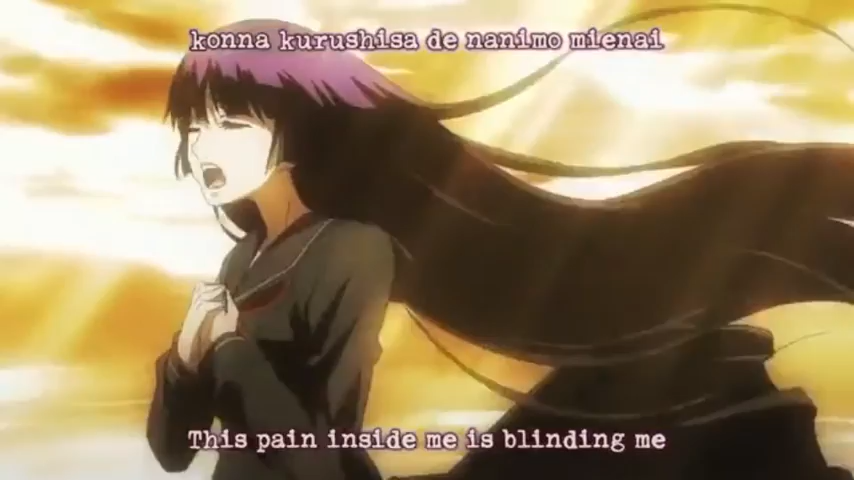 konna kurushisa de nanimo mienai
This pain inside me is blinding me